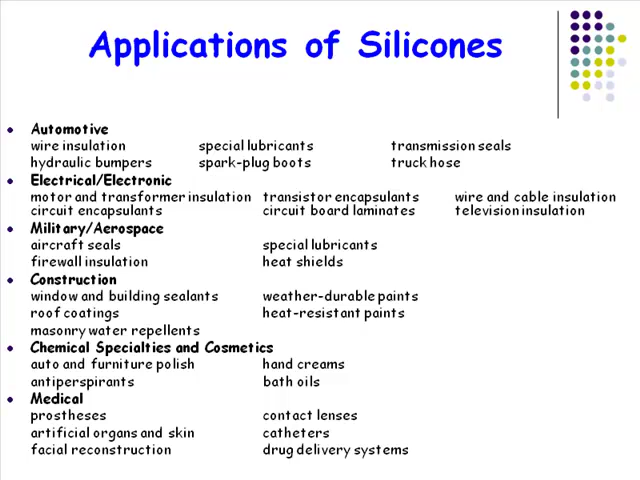 Applications of Silicones
Automotive
wire insulation special lubricants transmission seals
hydraulic bumpers spark-plug boots truck hose
Electrical/Electronic
motor and transformer insulation transistor encapsulants wire and cable insulation
circuit encapsulants circuit board laminates television insulation
Military/Aerospace
aircraft seals special lubricants
firewall insulation heat shields
Construction
window and building sealants weather-durable paints
roof coatings heat-resistant paints
masonry water repellents
Chemical Specialties and Cosmetics
auto and furniture polish hand creams
antiperspirants bath oils
Medical
prostheses contact lenses
artificial organs and skin catheters
facial reconstruction drug delivery systems